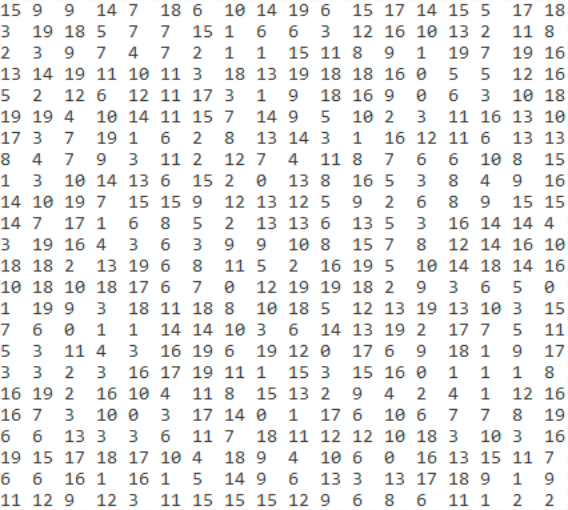 15 9 9 14 7 18 6 10 14 19 6 15 17 14 15 5 17 18
3 19 18 5 7 7 15 1 6 6 3 12 16 10 13 2 11 8
2 3 9 7 4 7 2 1 1 15 11 8 9 1 19 7 19 16
13 14 19 11 10 11 3 18 13 19 18 18 16 0 5 5 12 16
5 2 12 6 12 11 17 3 1 9 18 16 9 0 6 3 10 18
19 19 4 10 14 11 15 7 14 9 5 10 2 3 11 16 13 10
17 3 7 19 1 6 2 8 13 14 3 1 16 12 11 6 13 13
8 4 7 9 3 11 2 12 7 4 11 8 7 6 6 10 8 15
1 3 10 14 13 6 15 2 0 13 8 16 5 3 8 4 9 16
14 10 19 7 15 15 9 12 13 12 5 9 2 6 8 9 15 15
14 7 17 1 6 8 5 2 13 13 6 13 5 3 16 14 14 4
3 19 16 4 3 6 3 9 9 10 8 15 7 8 12 14 16 10
18 18 2 13 19 6 8 11 5 2 16 19 5 10 14 18 14 16
10 18 10 18 17 6 7 0 12 19 19 18 2 9 3 6 5 0
1 19 9 3 18 11 18 8 10 18 5 12 13 19 13 10 3 15
7 6 0 1 1 14 14 10 3 6 14 13 19 2 17 7 5 11
5 3 11 4 3 16 19 6 19 12 0 17 6 9 18 1 9 17
3 3 2 3 16 17 19 11 1 15 3 15 16 0 1 1 1 8
16 19 2 16 10 4 11 8 15 13 2 9 4 2 4 1 12 16
16 7 3 10 0 3 17 14 0 1 17 6 10 6 7 7 8 19
6 6 13 3 3 6 11 7 18 11 12 12 10 18 3 10 3 16
19 15 17 18 17 10 4 18 9 4 10 6 0 16 13 15 11 7
6 6 16 1 16 1 5 14 9 6 13 3 13 17 18 9 1 9
11 12 9 12 3 11 15 15 15 12 9 6 8 6 11 1 2 2